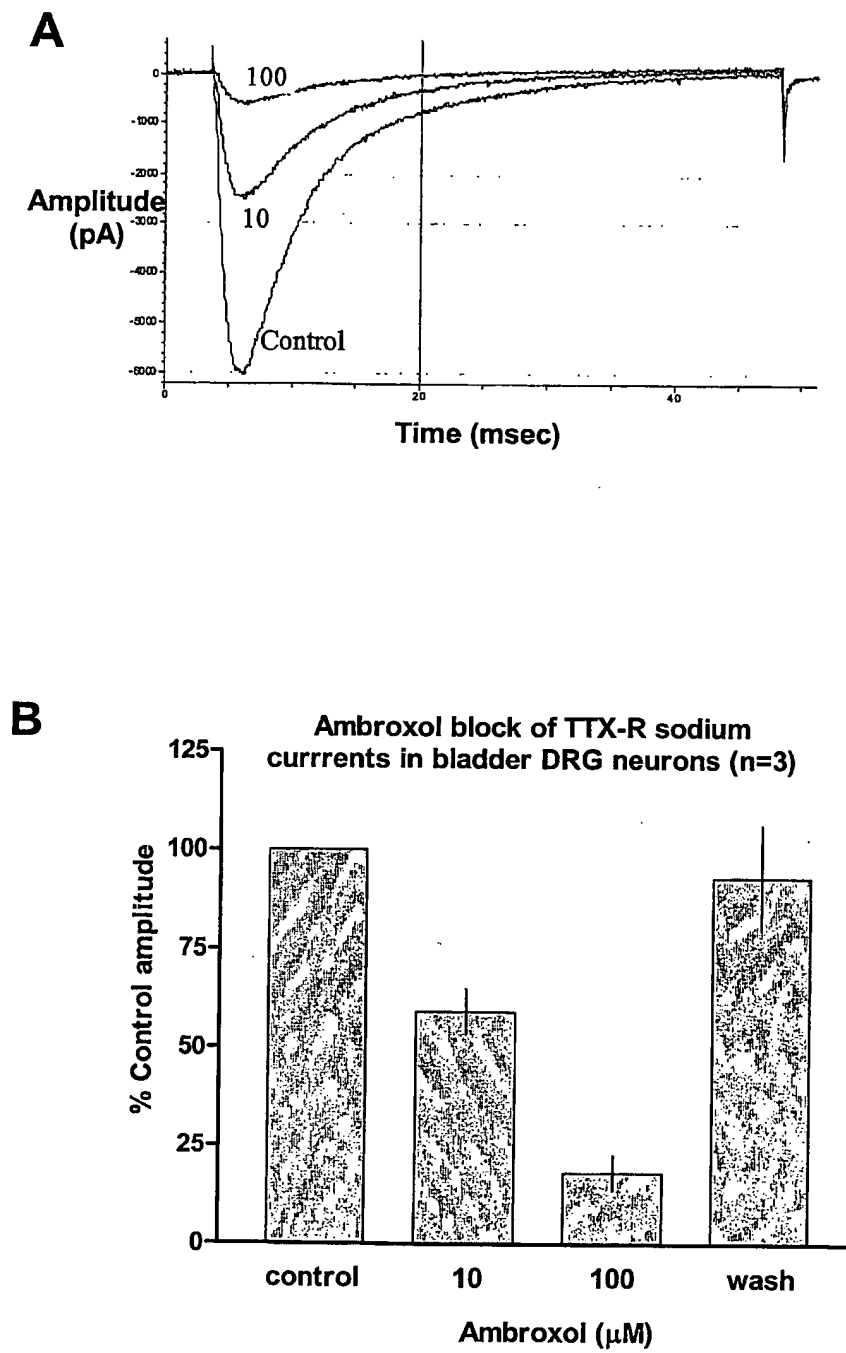 A
100
0
-1000
-2000
Amplitude
(pA)
10
-3000
-4000
-5000
Control
-6000
0
20
40
Time (msec)
B
Ambroxol block of TTX-R sodium
currrents in bladder DRG neurons (n=3)
125
100
75
50
25
0
% Control amplitude
control
10
100
wash
Ambroxol (μM)